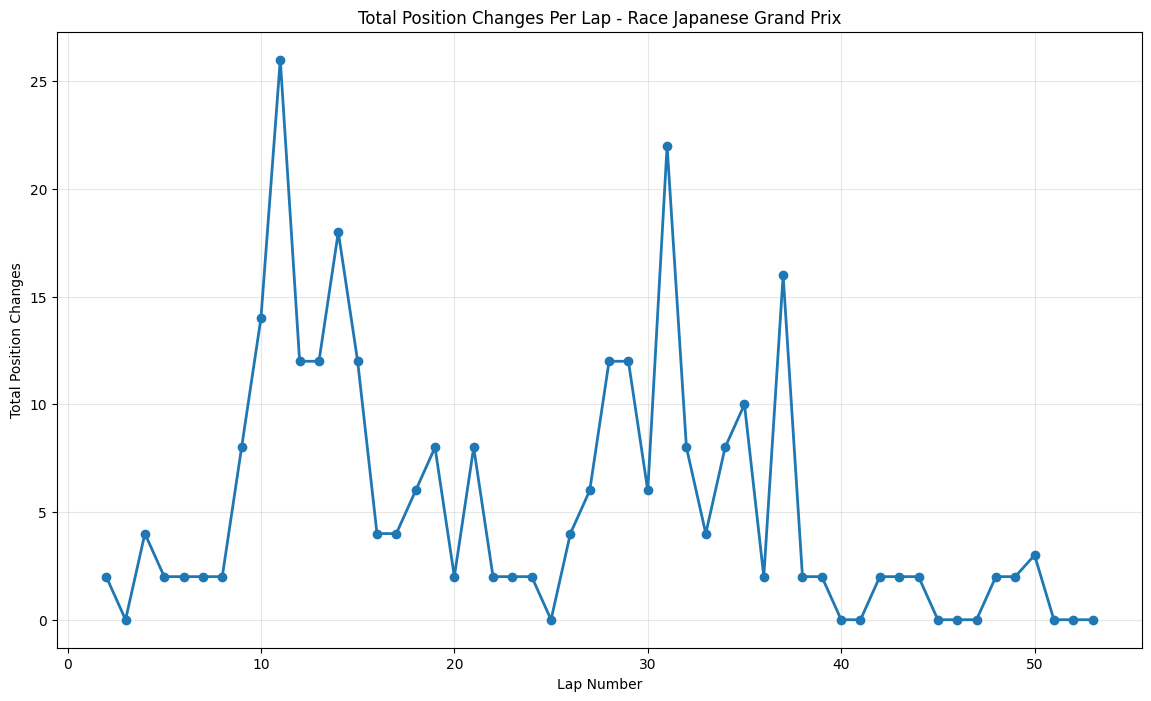 Total Position Changes Per Lap - Race Japanese Grand Prix
25
20
15
10
5
0
Total Position Changes
0 10 20 30 40 50
Lap Number